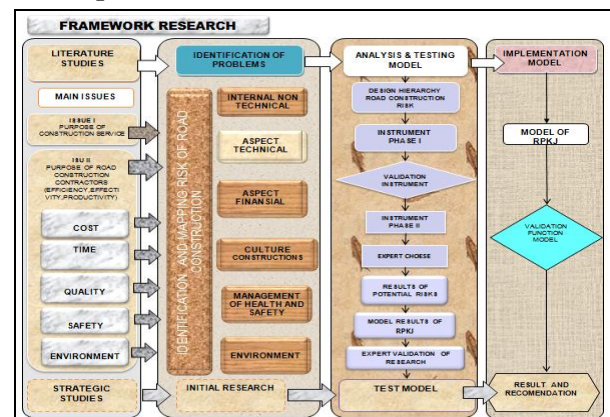 FRAMEWORK RESEARCH
LITERATURE
STUDIES
MAIN ISSUES
ISSUE I
PURPOSE OF
CONSTRUCTION SERVICE
ISU II
PURPOSE OF ROAD
CONSTRUCTION
CONTRACTORS
(EFFICIENCY,EFFECTI
VITY,PRODUCTIVITY)
COST
TIME
QUALITY
SAFETY
ENVIRONMENT
STRATEGIC
STUDIES
IDENTIFICATION OF
PROBLEMS
IDENTIFICATION AND MAPPING RISK OF ROAD
CONSTRUCTION
INTERNAL NON
TECHNICAL
ASPECT
TECHNICAL
ASPECT
FINANSIAL
CULTURE
CONSTRUCTIONS
MANAGEMENT
OF HEALTH AND
SAFETY
ENVIRONMENT
INITIAL RESEARCH
ANALYSIS & TESTING
MODEL
DESIGN HIERARCHY
ROAD CONSTRUCTION
RISK
INSTRUMENT
PHASE I
VALIDATION
INSTRUMENT
INSTRUMENT
PHASE II
EXPERT CHOESE
RESULTS OF
POTENTIAL RISKS
MODEL RESULTS OF
RPKJ
EXPERT VALIDATION OF
RESEARCH
TEST MODEL
IMPLEMENTATION
MODEL
MODEL OF
RPKJ
VALIDATION
FUNCTION
MODEL
RESULT AND
RECOMENDATION